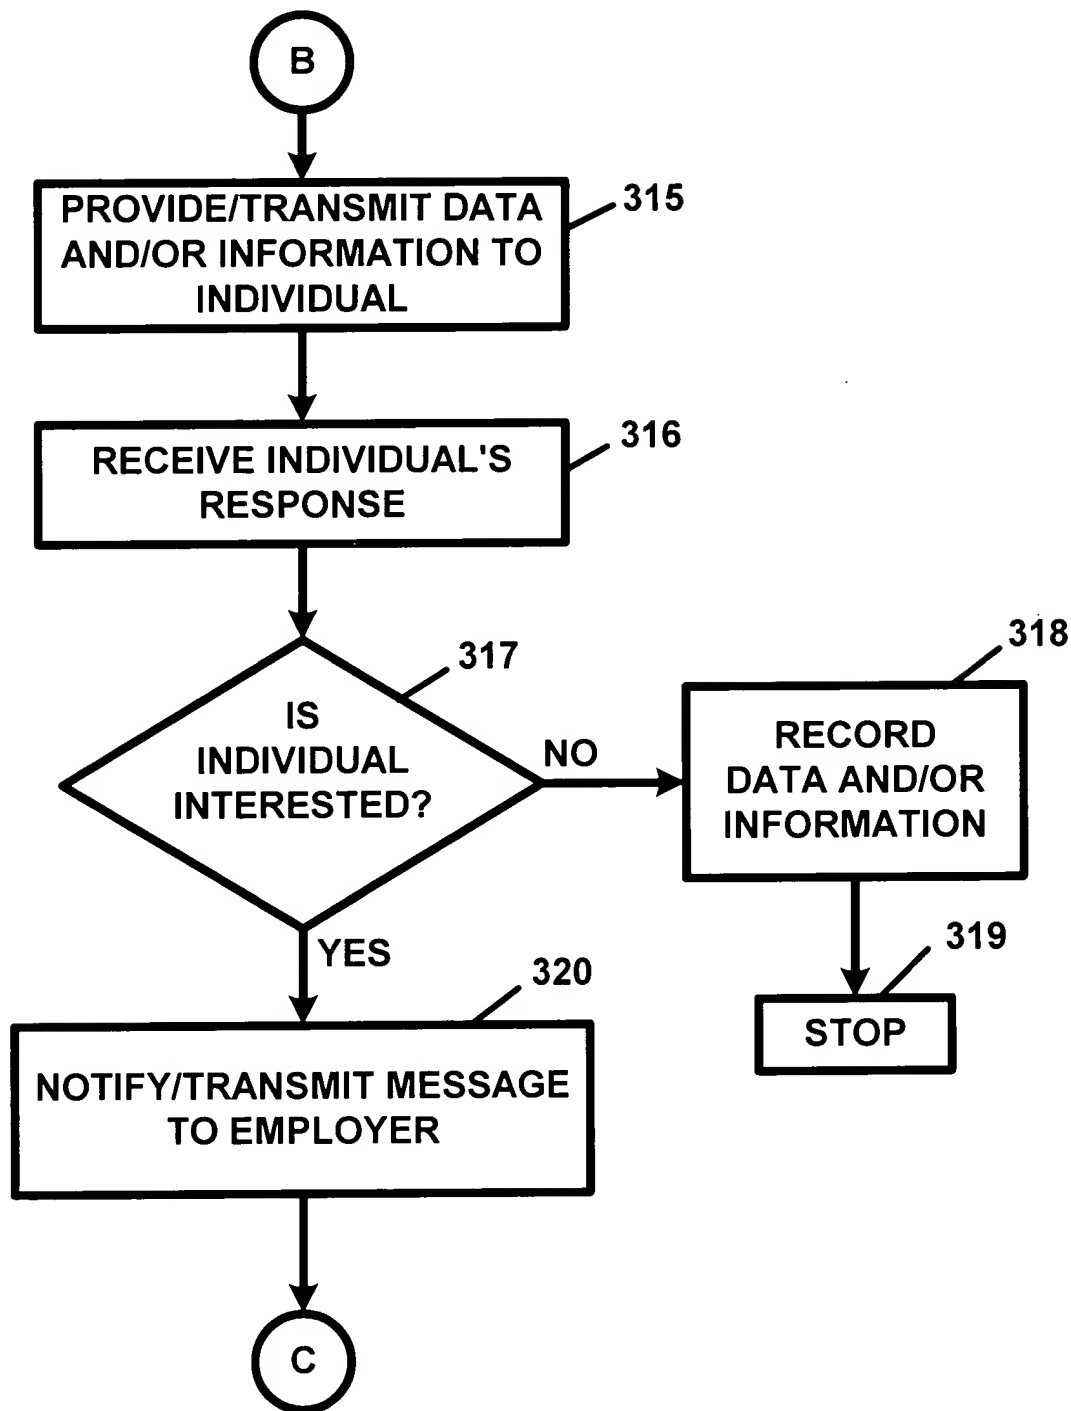 B
PROVIDE/TRANSMIT DATA
AND/OR INFORMATION TO
INDIVIDUAL
315
RECEIVE INDIVIDUAL'S
RESPONSE
316
IS
INDIVIDUAL
INTERESTED?
317
NO
RECORD
DATA AND/OR
INFORMATION
318
STOP
319
YES
NOTIFY/TRANSMIT MESSAGE
TO EMPLOYER
320
C